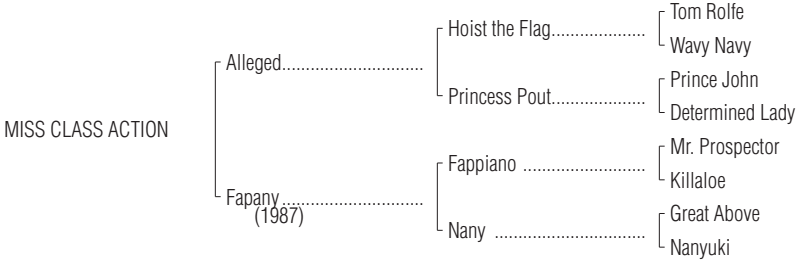 Tom Rolfe
Hoist the Flag....................
Wavy Navy
Alleged..............................
Prince John
Princess Pout....................
Determined Lady
MISS CLASS ACTION
Mr. Prospector
Fappiano ..........................
Killaloe
Fapany..............................
(1987)
Great Above
Nany ................................
Nanyuki